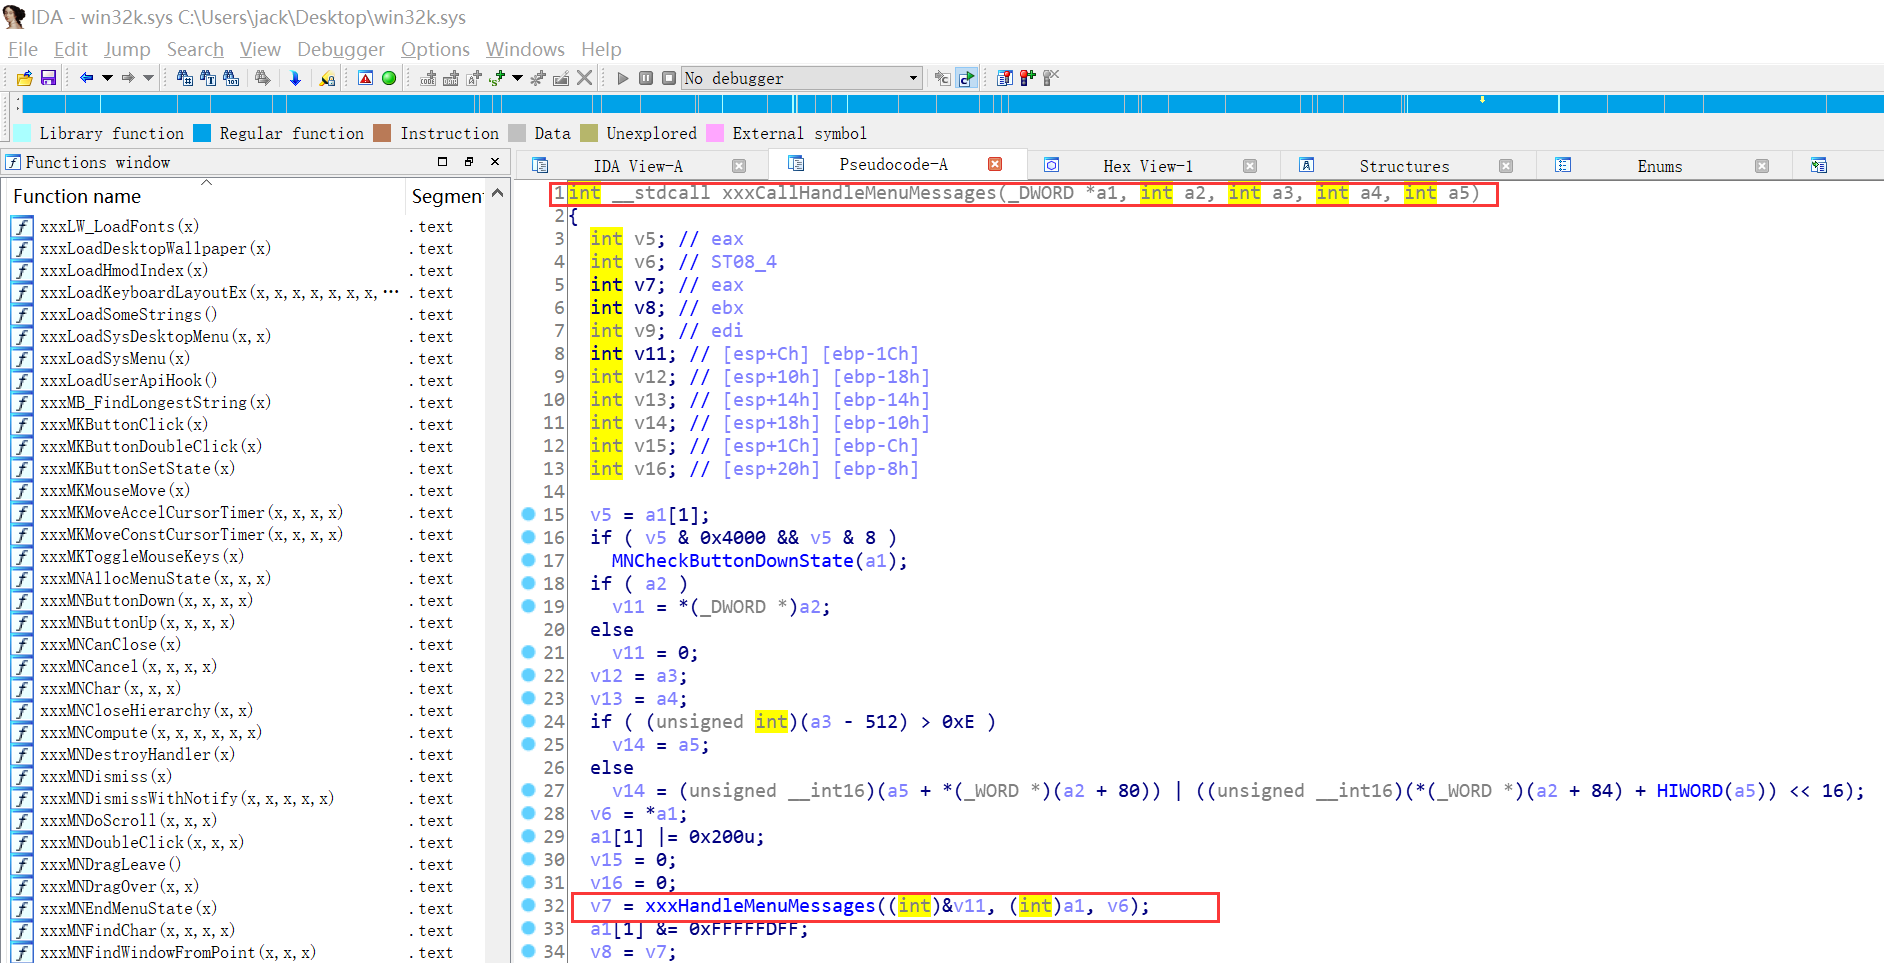 IDA - win32k.sys C:\Users\jack\Desktop\win32k.sys
File Edit Jump Search View Debugger Options Windows Help
No debugger
Library function Regular function Instruction Data Unexplored External symbol
Functions window
IDA View-A Pseudocode-A Hex View-1 Structures Enums
Function name Segmen
xxxLW_LoadFonts(x) .text
xxxLoadDesktopWallpaper(x) .text
xxxLoadHmodIndex(x) .text
xxxLoadKeyboardLayoutEx(x,x,x,x,x,x,x,… .text
xxxLoadSomeStrings() .text
xxxLoadSysDesktopMenu(x,x) .text
xxxLoadSysMenu(x) .text
xxxLoadUserApiHook() .text
xxxMB_FindLongestString(x) .text
xxxMKButtonClick(x) .text
xxxMKButtonDoubleClick(x) .text
xxxMKButtonSetState(x) .text
xxxMKMouseMove(x) .text
xxxMKMoveAccelCursorTimer(x,x,x,x) .text
xxxMKMoveConstCursorTimer(x,x,x,x) .text
xxxMKToggleMouseKeys(x) .text
xxxMNAllocMenuState(x,x,x) .text
xxxMNButtonDown(x,x,x,x) .text
xxxMNButtonUp(x,x,x,x) .text
xxxMNCanClose(x) .text
xxxMNCancel(x,x,x,x) .text
xxxMNChar(x,x,x) .text
xxxMNCloseHierarchy(x,x) .text
xxxMNCompute(x,x,x,x,x,x) .text
xxxMNDestroyHandler(x) .text
xxxMNDismiss(x) .text
xxxMNDismissWithNotify(x,x,x,x,x) .text
xxxMNDoScroll(x,x,x) .text
xxxMNDoubleClick(x,x,x) .text
xxxMNDragLeave() .text
xxxMNDragOver(x,x) .text
xxxMNEndMenuState(x) .text
xxxMNFindChar(x,x,x,x) .text
xxxMNFindWindowFromPoint(x,x,x) .text
1 int __stdcall xxxCallHandleMenuMessages(_DWORD *a1, int a2, int a3, int a4, int a5)
2 {
3 int v5; // eax
4 int v6; // ST08_4
5 int v7; // eax
6 int v8; // ebx
7 int v9; // edi
8 int v11; // [esp+Ch] [ebp-1Ch]
9 int v12; // [esp+10h] [ebp-18h]
10 int v13; // [esp+14h] [ebp-14h]
11 int v14; // [esp+18h] [ebp-10h]
12 int v15; // [esp+1Ch] [ebp-Ch]
13 int v16; // [esp+20h] [ebp-8h]
14
15 v5 = a1[1];
16 if ( v5 & 0x4000 && v5 & 8 )
17 MNCheckButtonDownState(a1);
18 if ( a2 )
19 v11 = *(_DWORD *)a2;
20 else
21 v11 = 0;
22 v12 = a3;
23 v13 = a4;
24 if ( (unsigned int)(a3 - 512) > 0xE )
25 v14 = a5;
26 else
27 v14 = (unsigned __int16)(a5 + *(_WORD *)(a2 + 80)) | ((unsigned __int16)(*(_WORD *)(a2 + 84) + HIWORD(a5)) << 16);
28 v6 = *a1;
29 a1[1] |= 0x200u;
30 v15 = 0;
31 v16 = 0;
32 v7 = xxxHandleMenuMessages((int)&v11, (int)a1, v6);
33 a1[1] &= 0xFFFFFDFF;
34 v8 = v7;